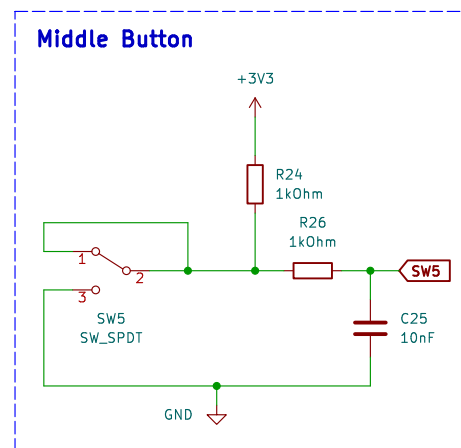 Middle Button
+3V3
R24
1kOhm
R26
1kOhm
1
2
3
SW5
SW5
SW_SPDT
C25
10nF
GND